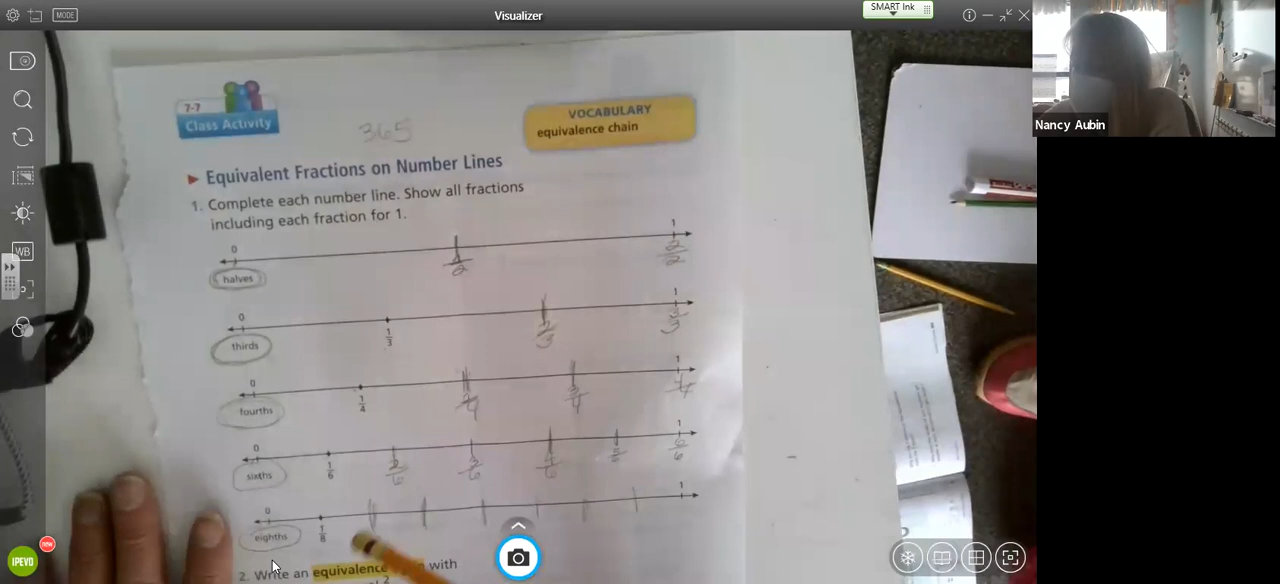 MODE
Visualizer
SMART Ink
Nancy Aubin
WB
7-7
Class Activity
365
VOCABULARY
equivalence chain
Equivalent Fractions on Number Lines
1. Complete each number line. Show all fractions
including each fraction for 1.
0 1
1/2 2/2
halves
0 1
1/3 2/3 3/3
thirds
0 1
1/4 2/4 3/4 4/4
fourths
0 1
1/6 2/6 3/6 4/6 5/6 6/6
sixths
0 1
1/8
eighths
2. Write an equivalence with
IPEVO
new